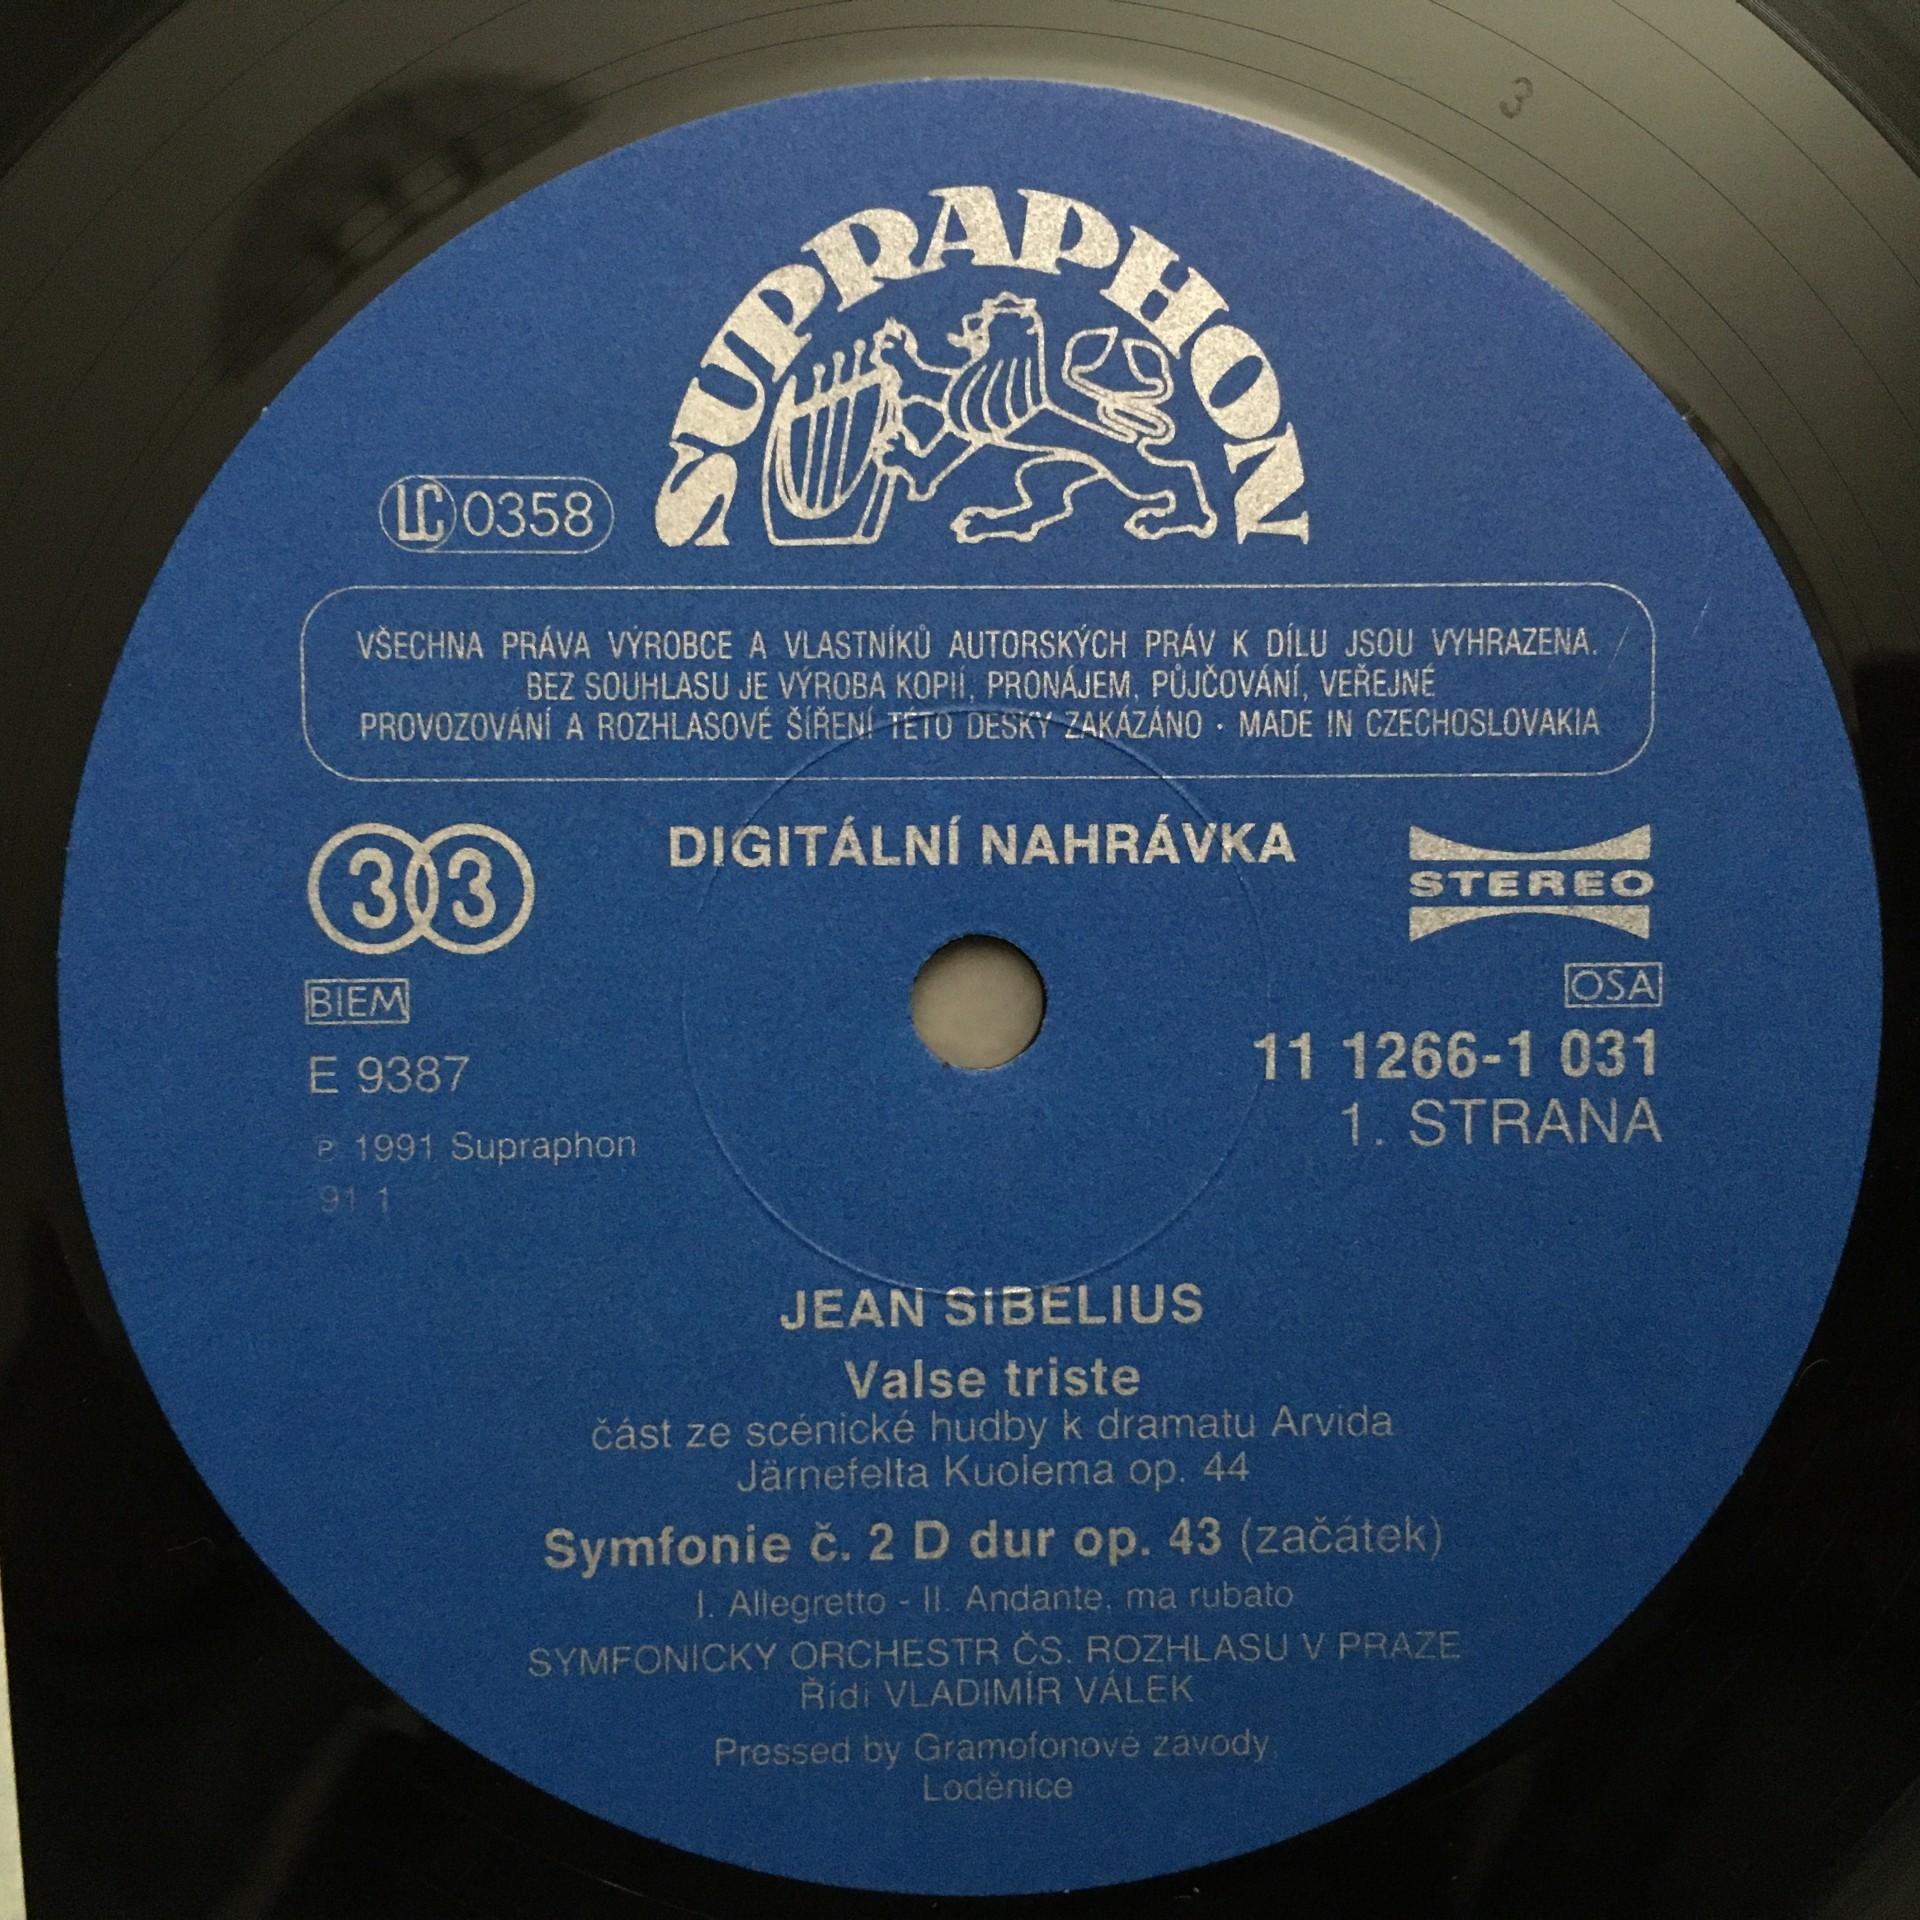 3
SUPRAPHON
LC 0358
VŠECHNA PRÁVA VÝROBCE A VLASTNÍKŮ AUTORSKÝCH PRÁV K DÍLU JSOU VYHRAZENA.
BEZ SOUHLASU JE VÝROBA KOPIÍ, PRONÁJEM, PŮJČOVÁNÍ, VEŘEJNÉ
PROVOZOVÁNÍ A ROZHLASOVÉ ŠÍŘENÍ TÉTO DESKY ZAKÁZÁNO · MADE IN CZECHOSLOVAKIA
DIGITÁLNÍ NAHRÁVKA
33
STEREO
BIEM
OSA
E 9387
11 1266-1 031
1. STRANA
℗ 1991 Supraphon
91 1
JEAN SIBELIUS
Valse triste
část ze scénické hudby k dramatu Arvida
Järnefelta Kuolema op. 44
Symfonie č. 2 D dur op. 43 (začátek)
I. Allegretto - II. Andante, ma rubato
SYMFONICKÝ ORCHESTR ČS. ROZHLASU V PRAZE
Řídí VLADIMÍR VÁLEK
Pressed by Gramofonové závody,
Loděnice